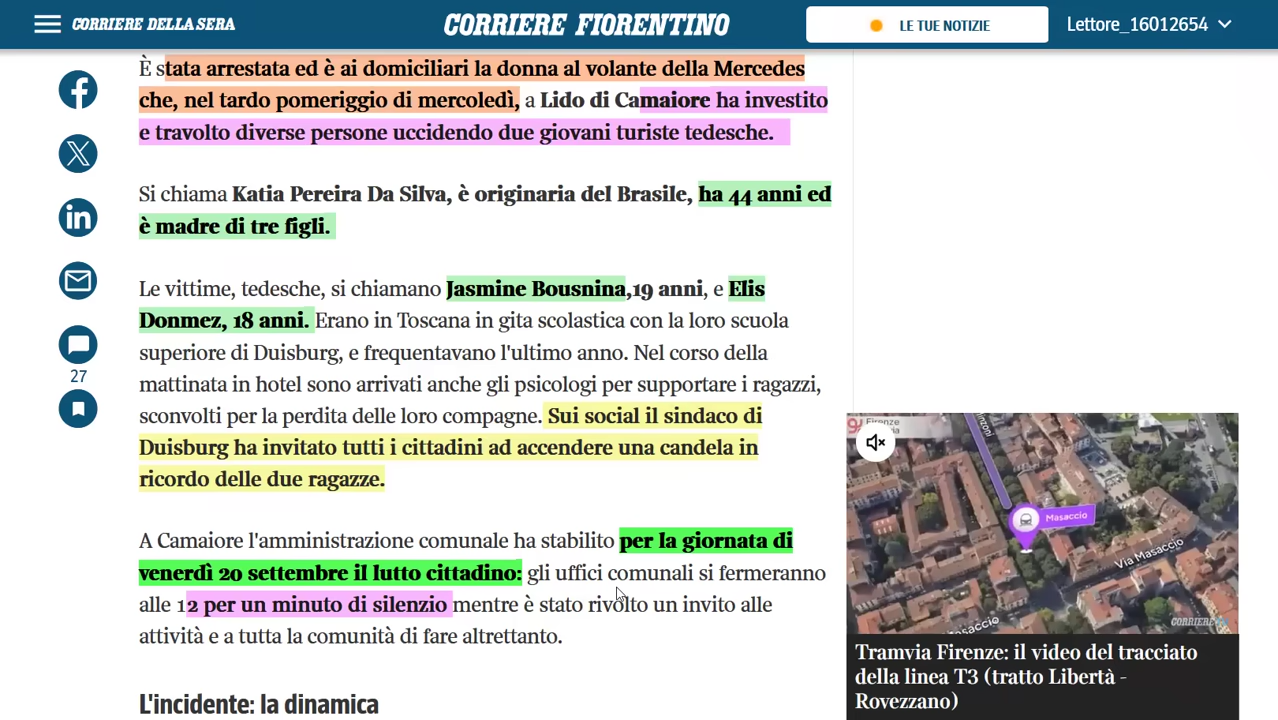 CORRIERE DELLA SERA
CORRIERE FIORENTINO
LE TUE NOTIZIE
Lettore_16012654
È stata arrestata ed è ai domiciliari la donna al volante della Mercedes
che, nel tardo pomeriggio di mercoledì, a Lido di Camaiore ha investito
e travolto diverse persone uccidendo due giovani turiste tedesche.
Si chiama Katia Pereira Da Silva, è originaria del Brasile, ha 44 anni ed
è madre di tre figli.
Le vittime, tedesche, si chiamano Jasmine Bousnina,19 anni, e Elis
Donmez, 18 anni. Erano in Toscana in gita scolastica con la loro scuola
superiore di Duisburg, e frequentavano l'ultimo anno. Nel corso della
mattinata in hotel sono arrivati anche gli psicologi per supportare i ragazzi,
sconvolti per la perdita delle loro compagne. Sui social il sindaco di
Duisburg ha invitato tutti i cittadini ad accendere una candela in
ricordo delle due ragazze.
A Camaiore l'amministrazione comunale ha stabilito per la giornata di
venerdì 20 settembre il lutto cittadino: gli uffici comunali si fermeranno
alle 12 per un minuto di silenzio mentre è stato rivolto un invito alle
attività e a tutta la comunità di fare altrettanto.
L'incidente: la dinamica
27
Firenze
Masaccio
Via Masaccio
CORRIERE
Tramvia Firenze: il video del tracciato
della linea T3 (tratto Libertà -
Rovezzano)